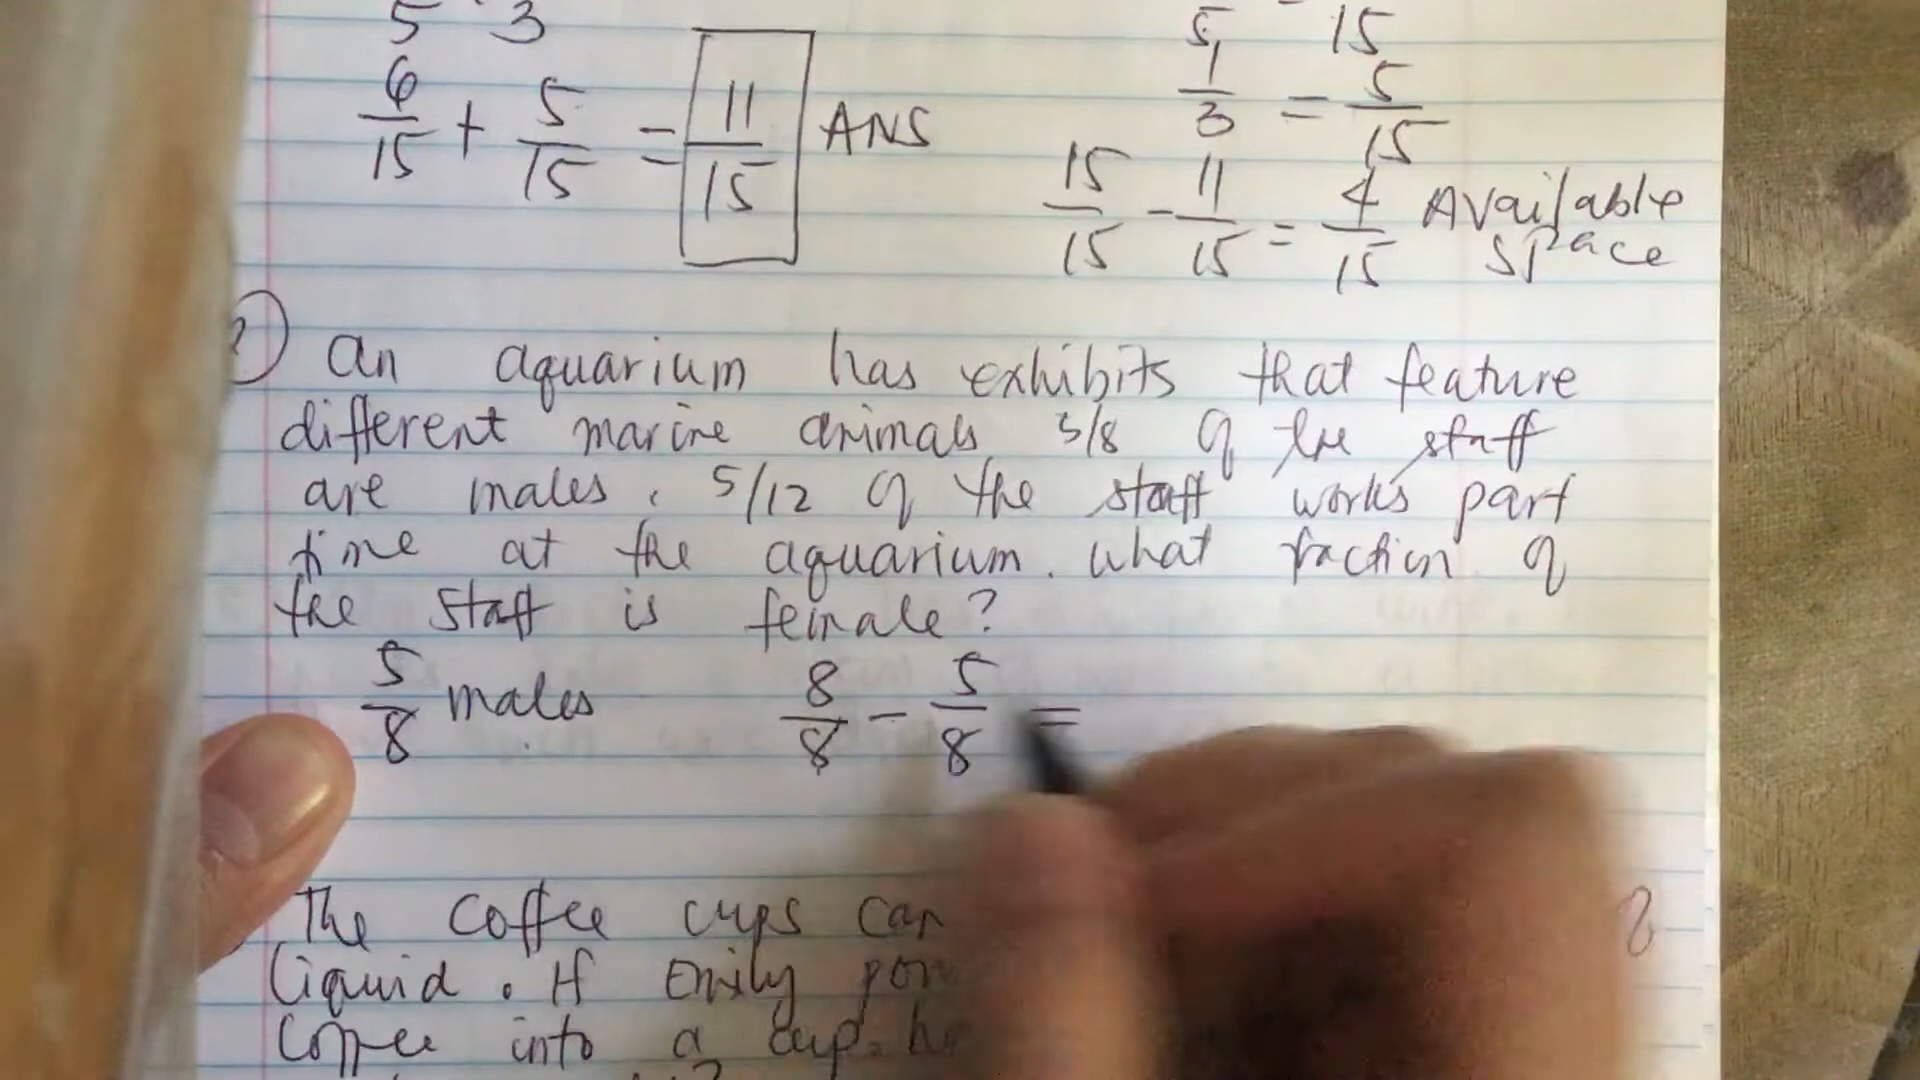 5 3
6/15 + 5/15 = 11/15 ANS
5 15
1/3 = 5/15
15/15 - 11/15 = 4/15 Available
space
An aquarium has exhibits that feature
different marine animals 5/8 of the staff
are males. 5/12 of the staff works part
time at the aquarium. what fraction of
the staff is female?
5/8 males 8/8 - 5/8 =
The coffee cups can
liquid. If Emily
coffee into a cup,